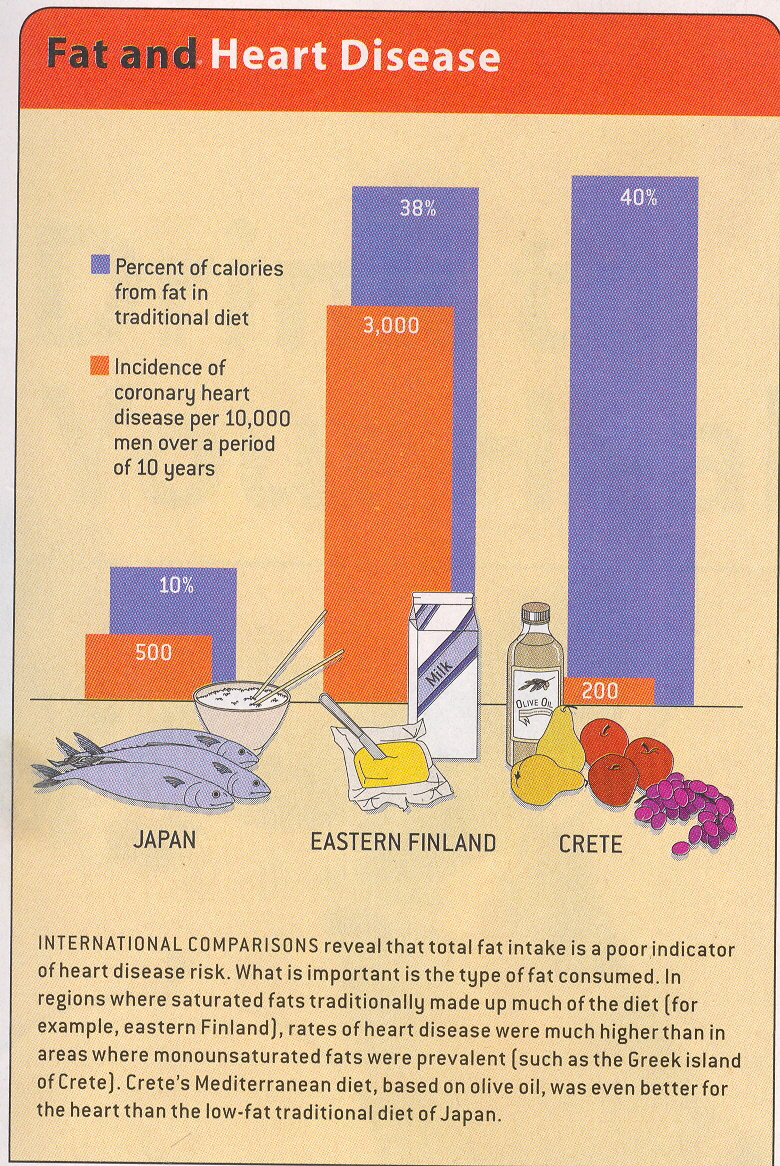 Fat and Heart Disease
38%
40%
Percent of calories
from fat in
traditional diet
3,000
Incidence of
coronary heart
disease per 10,000
men over a period
of 10 years
10%
500
Milk
OLIVE OIL
200
JAPAN
EASTERN FINLAND
CRETE
INTERNATIONAL COMPARISONS reveal that total fat intake is a poor indicator
of heart disease risk. What is important is the type of fat consumed. In
regions where saturated fats traditionally made up much of the diet (for
example, eastern Finland), rates of heart disease were much higher than in
areas where monounsaturated fats were prevalent (such as the Greek island
of Crete). Crete's Mediterranean diet, based on olive oil, was even better for
the heart than the low-fat traditional diet of Japan.